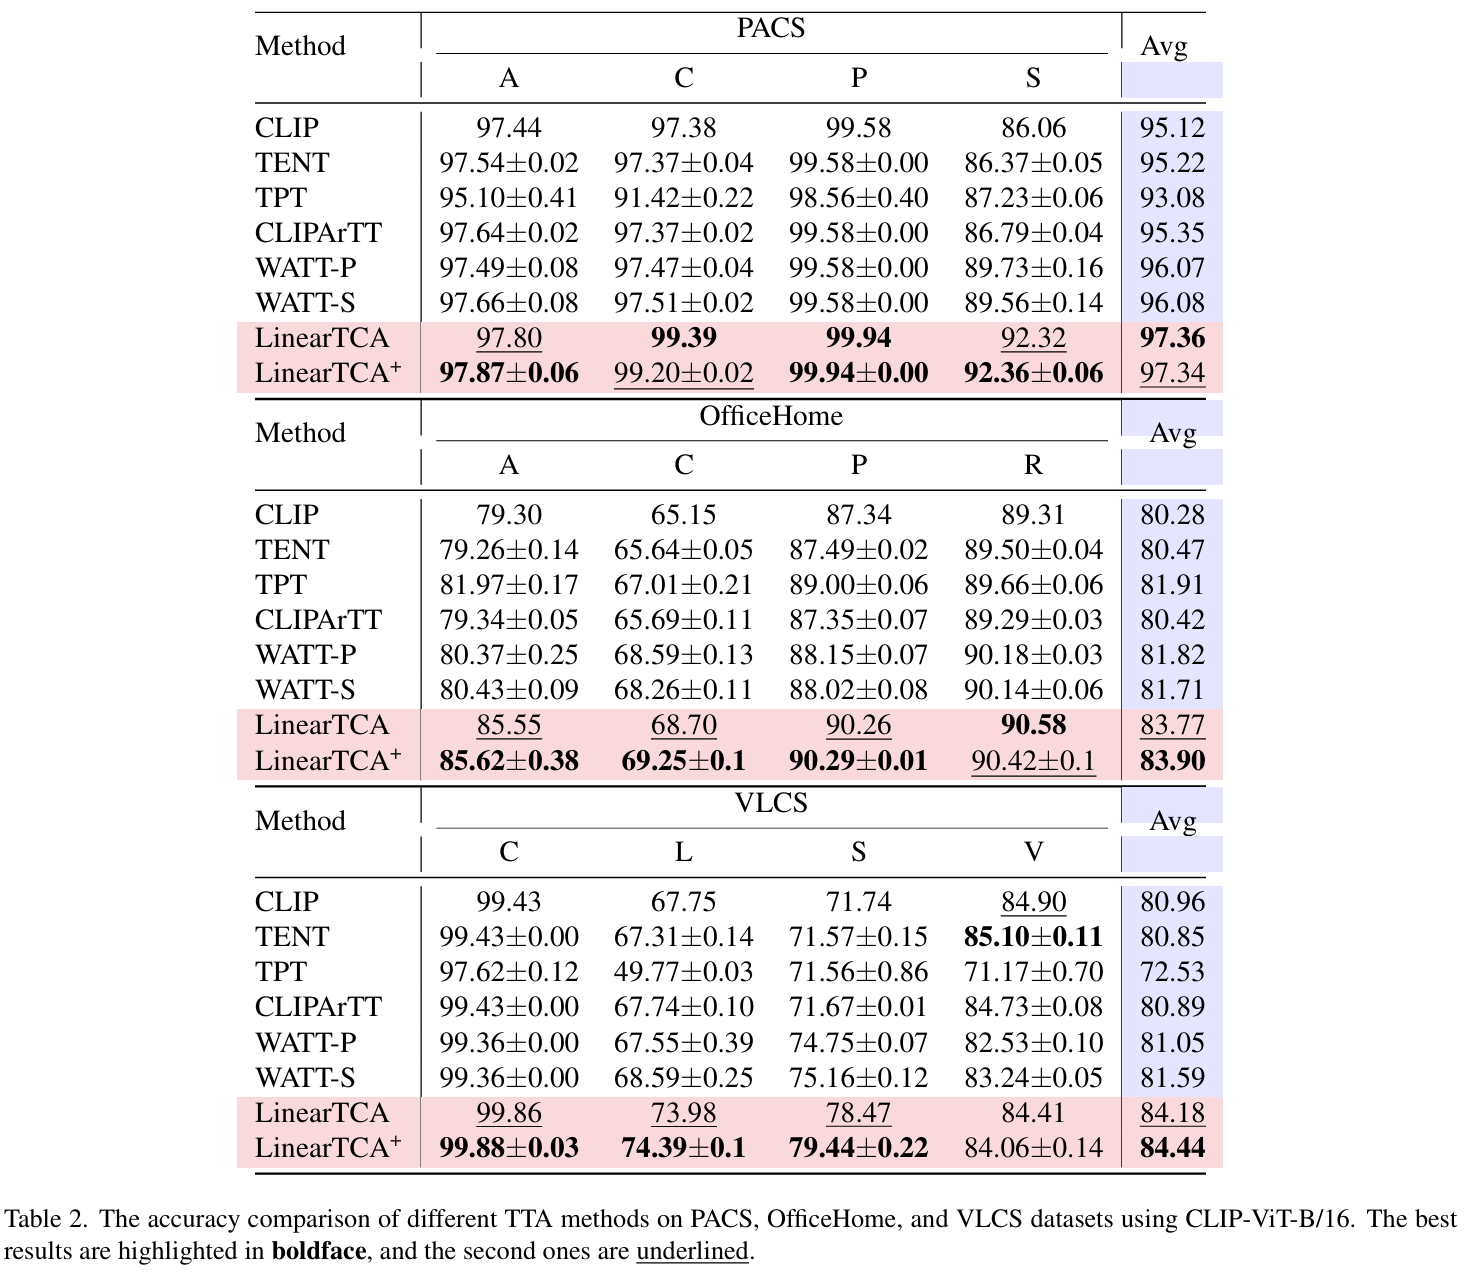 Method PACS Avg
A C P S
CLIP 97.44 97.38 99.58 86.06 95.12
TENT 97.54±0.02 97.37±0.04 99.58±0.00 86.37±0.05 95.22
TPT 95.10±0.41 91.42±0.22 98.56±0.40 87.23±0.06 93.08
CLIPArTT 97.64±0.02 97.37±0.02 99.58±0.00 86.79±0.04 95.35
WATT-P 97.49±0.08 97.47±0.04 99.58±0.00 89.73±0.16 96.07
WATT-S 97.66±0.08 97.51±0.02 99.58±0.00 89.56±0.14 96.08
LinearTCA 97.80 99.39 99.94 92.32 97.36
LinearTCA⁺ 97.87±0.06 99.20±0.02 99.94±0.00 92.36±0.06 97.34
Method OfficeHome Avg
A C P R
CLIP 79.30 65.15 87.34 89.31 80.28
TENT 79.26±0.14 65.64±0.05 87.49±0.02 89.50±0.04 80.47
TPT 81.97±0.17 67.01±0.21 89.00±0.06 89.66±0.06 81.91
CLIPArTT 79.34±0.05 65.69±0.11 87.35±0.07 89.29±0.03 80.42
WATT-P 80.37±0.25 68.59±0.13 88.15±0.07 90.18±0.03 81.82
WATT-S 80.43±0.09 68.26±0.11 88.02±0.08 90.14±0.06 81.71
LinearTCA 85.55 68.70 90.26 90.58 83.77
LinearTCA⁺ 85.62±0.38 69.25±0.1 90.29±0.01 90.42±0.1 83.90
Method VLCS Avg
C L S V
CLIP 99.43 67.75 71.74 84.90 80.96
TENT 99.43±0.00 67.31±0.14 71.57±0.15 85.10±0.11 80.85
TPT 97.62±0.12 49.77±0.03 71.56±0.86 71.17±0.70 72.53
CLIPArTT 99.43±0.00 67.74±0.10 71.67±0.01 84.73±0.08 80.89
WATT-P 99.36±0.00 67.55±0.39 74.75±0.07 82.53±0.10 81.05
WATT-S 99.36±0.00 68.59±0.25 75.16±0.12 83.24±0.05 81.59
LinearTCA 99.86 73.98 78.47 84.41 84.18
LinearTCA⁺ 99.88±0.03 74.39±0.1 79.44±0.22 84.06±0.14 84.44
Table 2. The accuracy comparison of different TTA methods on PACS, OfficeHome, and VLCS datasets using CLIP-ViT-B/16. The best
results are highlighted in boldface, and the second ones are underlined.